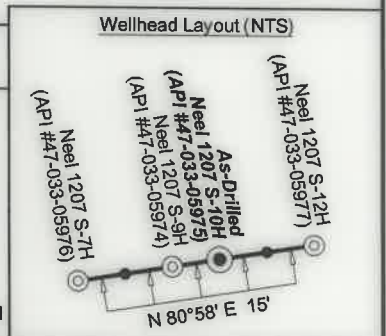 Wellhead Layout (NTS)
Neel 1207 S-7H
(API #47-033-05976)
Neel 1207 S-9H
(API #47-033-05974)
As-Drilled
Neel 1207 S-10H
(API #47-033-05975)
Neel 1207 S-12H
(API #47-033-05977)
N 80°58' E 15'